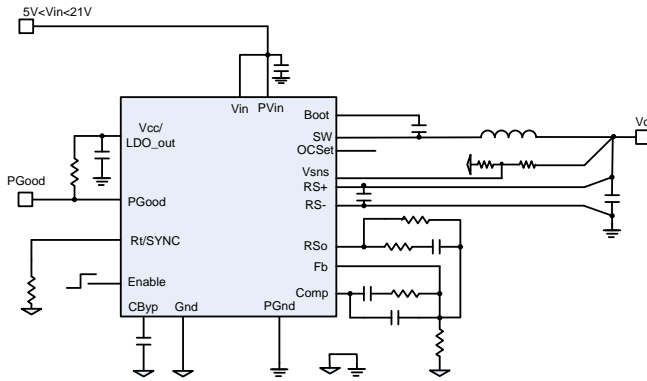 5V<Vin<21V
Vin
PVin
Boot
Vcc/
LDO_out
SW
OCSet
Vsns
PGood
PGood
RS+
RS-
Rt/SYNC
RSo
Fb
Enable
Comp
CByp
Gnd
PGnd